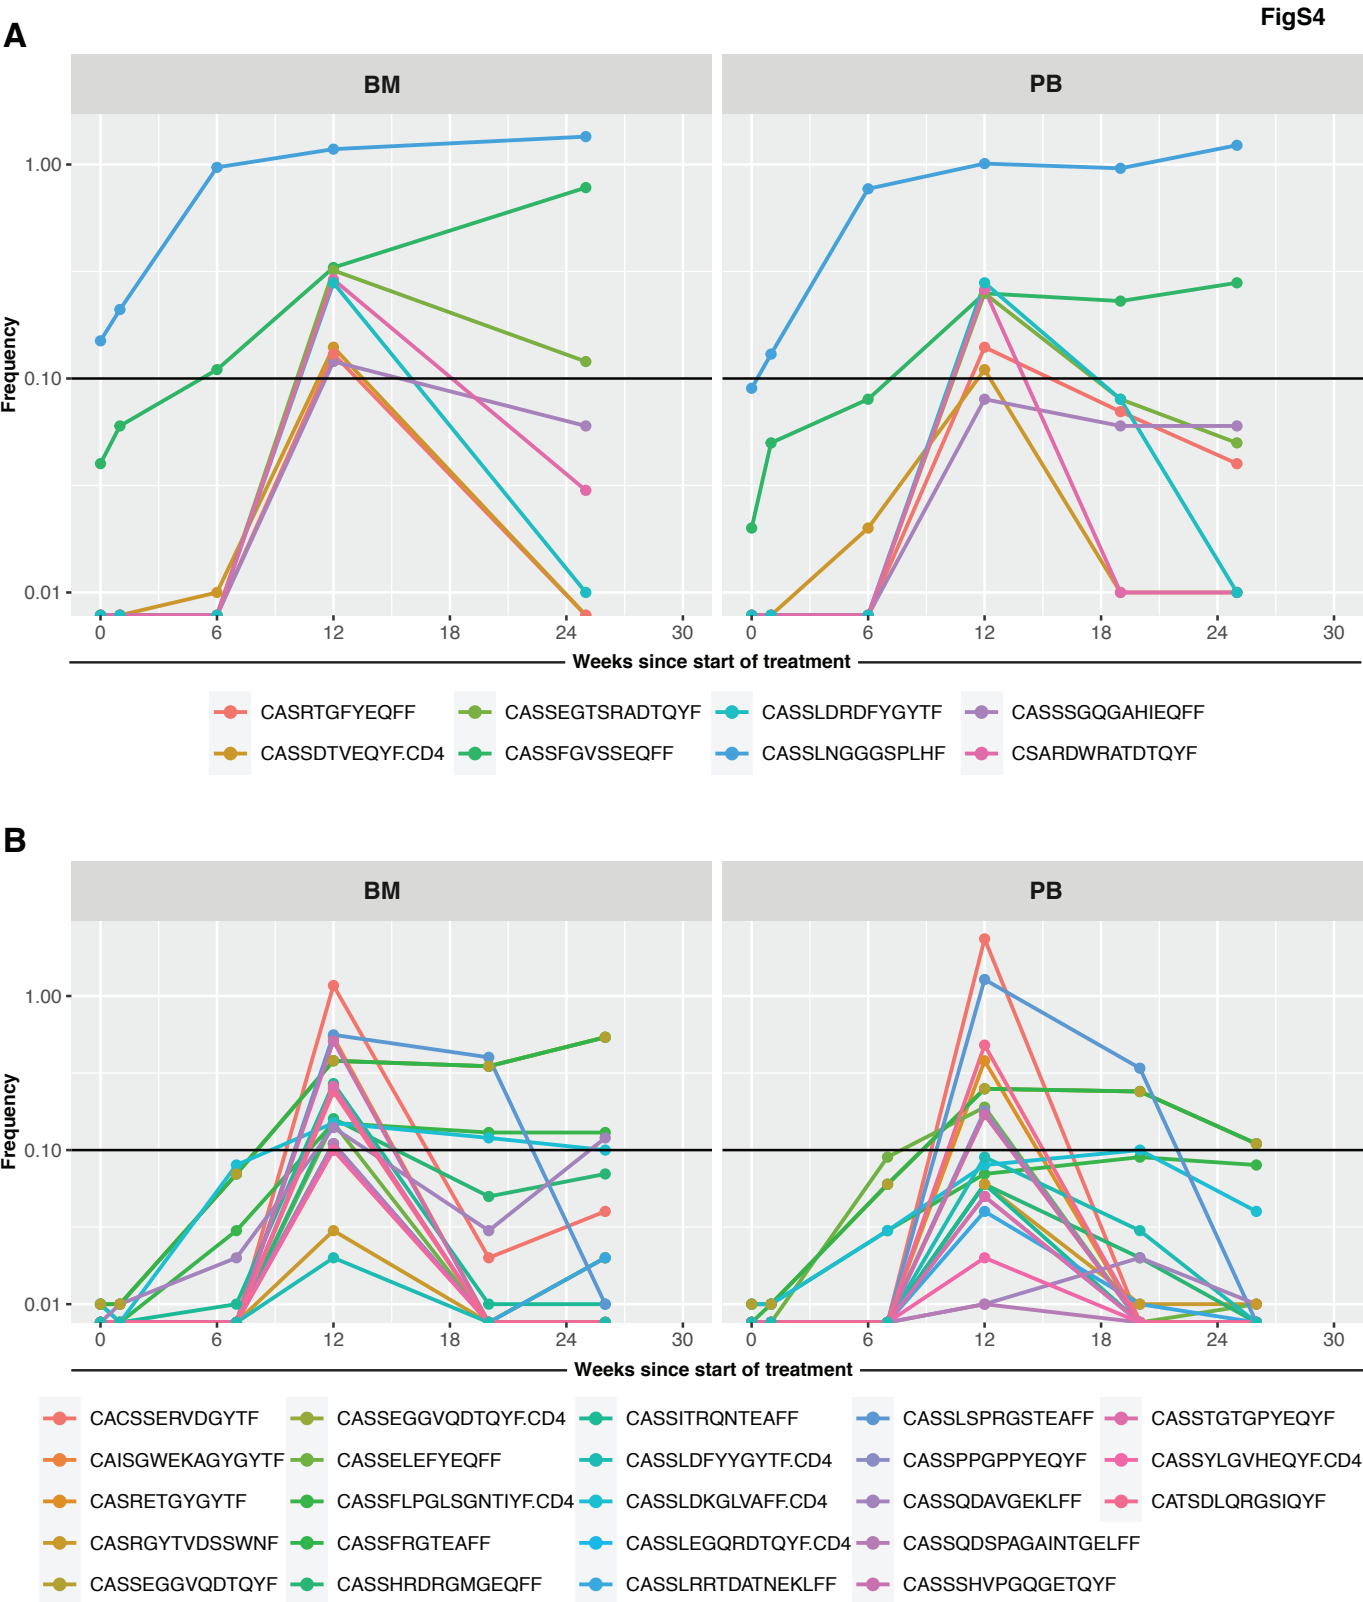 FigS4
A
BM
PB
1.00
0.10
0.01
Frequency
0 6 12 18 24 30
0 6 12 18 24 30
Weeks since start of treatment
CASRTGFYEQFF CASSEGTSRADTQYF CASSLDRDFYGYTF CASSSGQGAHIEQFF
CASSDTVEQYF.CD4 CASSFGVSSEQFF CASSLNGGGSPLHF CSARDWRATDTQYF
B
BM
PB
1.00
0.10
0.01
Frequency
0 6 12 18 24 30
0 6 12 18 24 30
Weeks since start of treatment
CACSSERVDGYTF CASSEGGVQDTQYF.CD4 CASSITRQNTEAFF CASSLSPRGSTEAFF CASSTGTGPYEQYF
CAISGWEKAGYGYTF CASSELEFYEQFF CASSLDFYYGYTF.CD4 CASSPPGPPYEQYF CASSYLGVHEQYF.CD4
CASRETGYGYTF CASSFLPGLSGNTIYF.CD4 CASSLDKGLVAFF.CD4 CASSQDAVGEKLFF CATSDLQRGSIQYF
CASRGYTVDSSWNF CASSFRGTEAFF CASSLEGQRDTQYF.CD4 CASSQDSPAGAINTGELFF
CASSEGGVQDTQYF CASSHRDRGMGEQFF CASSLRRTDATNEKLFF CASSSHVPGQGETQYF